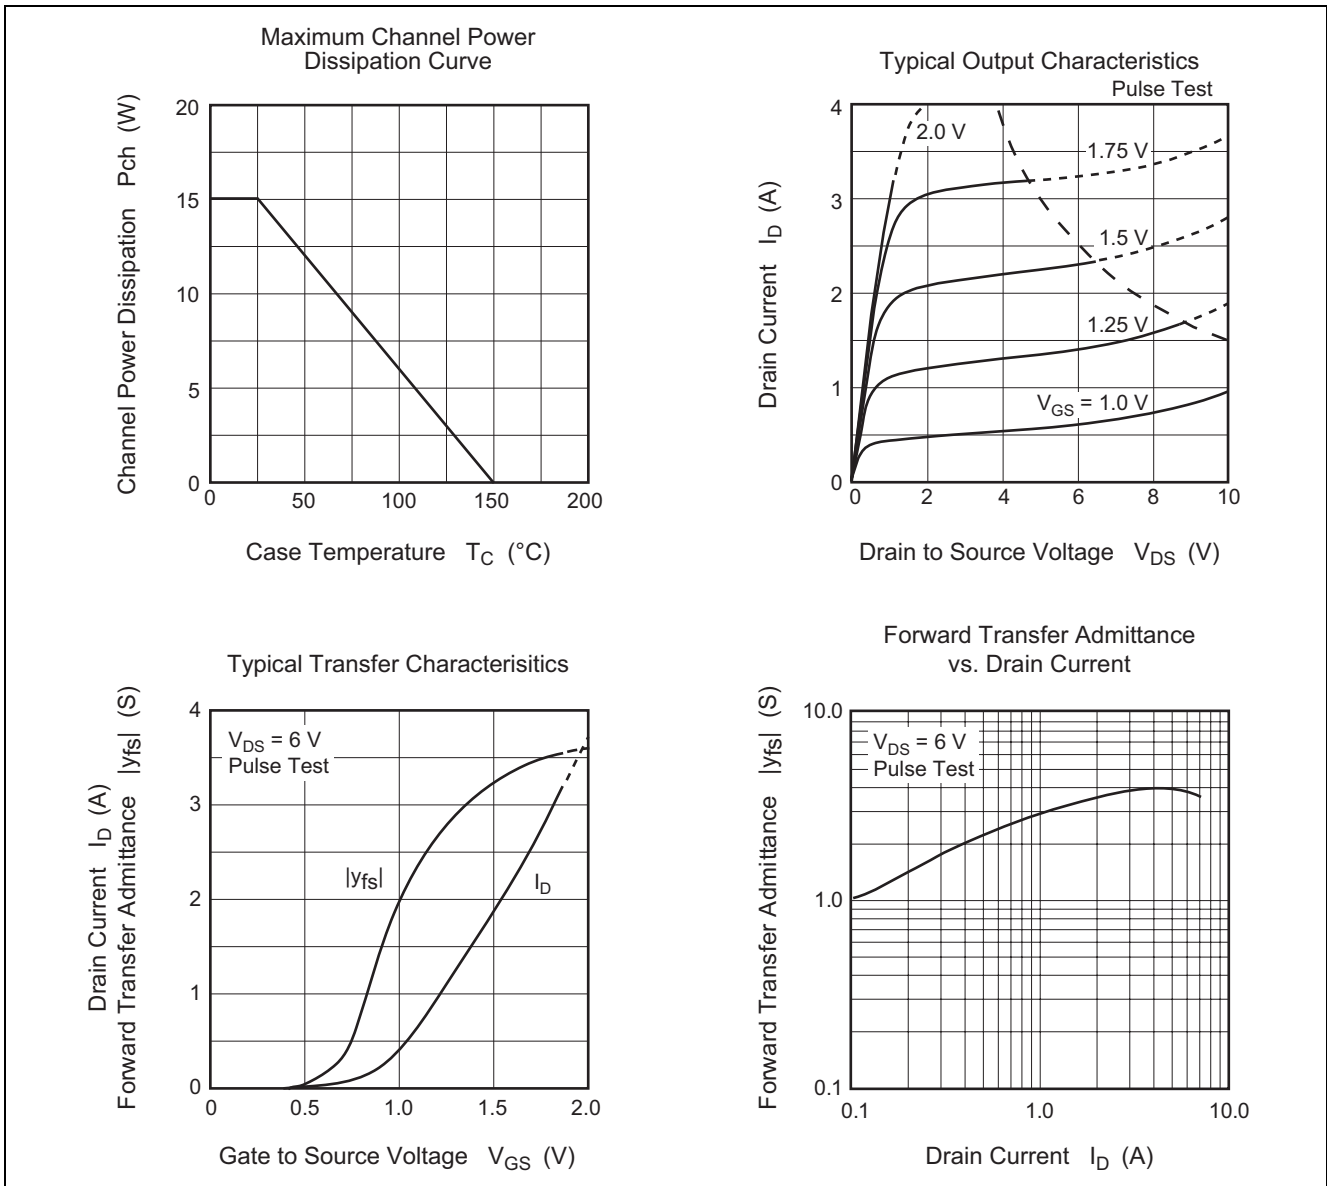 Maximum Channel Power
Dissipation Curve
Channel Power Dissipation Pch (W)
20
15
10
5
0
0 50 100 150 200
Case Temperature T_C (°C)
Typical Output Characteristics
Pulse Test
Drain Current I_D (A)
4
3
2
1
0
2.0 V
1.75 V
1.5 V
1.25 V
V_GS = 1.0 V
0 2 4 6 8 10
Drain to Source Voltage V_DS (V)
Typical Transfer Characterisitics
Drain Current I_D (A)
Forward Transfer Admittance |yfs| (S)
4
3
2
1
0
V_DS = 6 V
Pulse Test
|yfs|
I_D
0 0.5 1.0 1.5 2.0
Gate to Source Voltage V_GS (V)
Forward Transfer Admittance
vs. Drain Current
Forward Transfer Admittance |yfs| (S)
10.0
1.0
0.1
V_DS = 6 V
Pulse Test
0.1 1.0 10.0
Drain Current I_D (A)